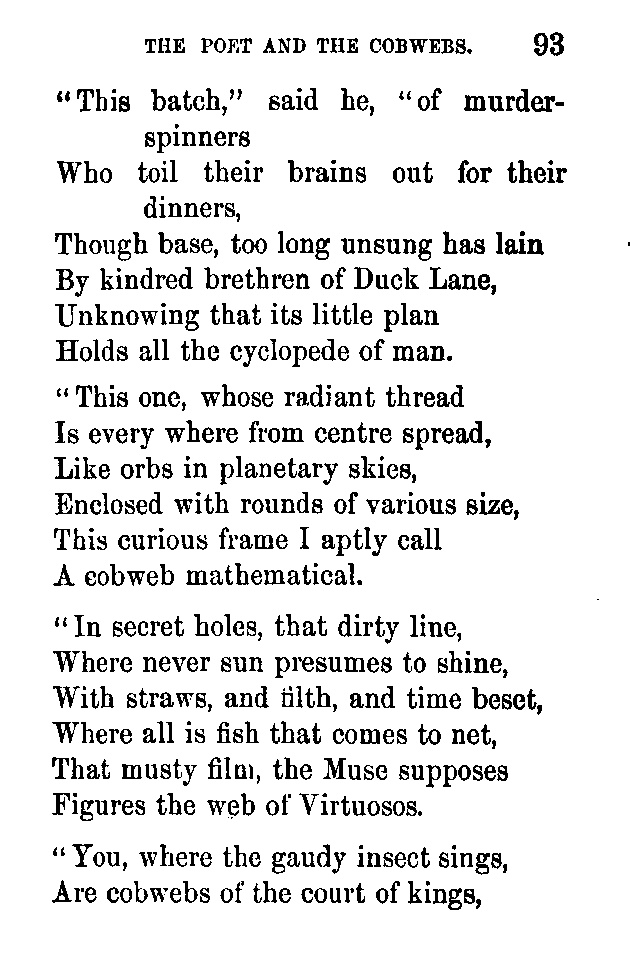 THE POET AND THE COBWEBS. 93
“This batch,” said he, “of murder-
spinners
Who toil their brains out for their
dinners,
Though base, too long unsung has lain
By kindred brethren of Duck Lane,
Unknowing that its little plan
Holds all the cyclopede of man.
“This one, whose radiant thread
Is every where from centre spread,
Like orbs in planetary skies,
Enclosed with rounds of various size,
This curious frame I aptly call
A cobweb mathematical.
“In secret holes, that dirty line,
Where never sun presumes to shine,
With straws, and filth, and time beset,
Where all is fish that comes to net,
That musty film, the Muse supposes
Figures the web of Virtuosos.
“You, where the gaudy insect sings,
Are cobwebs of the court of kings,